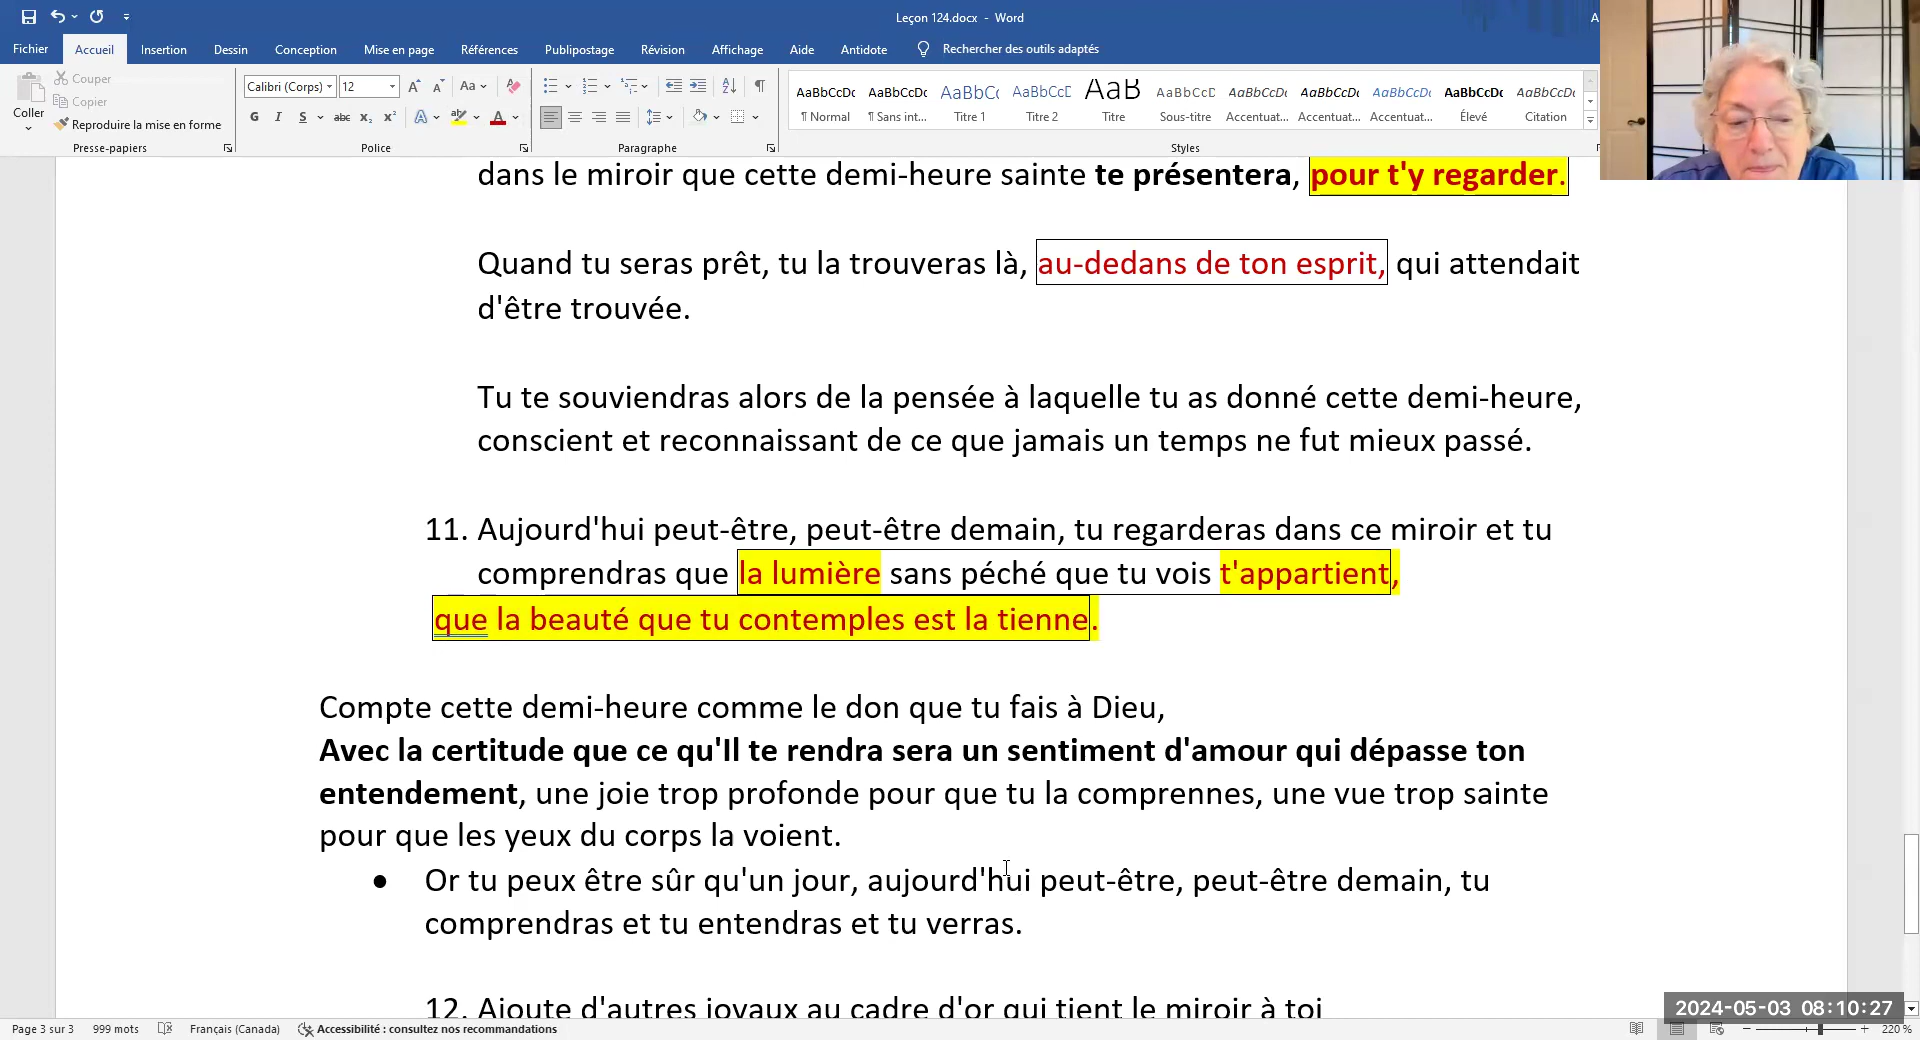 Leçon 124.docx - Word
A
Fichier Accueil Insertion Dessin Conception Mise en page Références Publipostage Révision Affichage Aide Antidote Rechercher des outils adaptés
Coller
Couper
Copier
Reproduire la mise en forme
Presse-papiers
Calibri (Corps) 12
G I S abc x₂ x²
Police
Paragraphe
AaBbCcDc AaBbCcDc AaBbCc AaBbCcD AaB AaBbCcD AaBbCcDc AaBbCcDc AaBbCcDc AaBbCcDc AaBbCcDc
¶ Normal ¶ Sans int... Titre 1 Titre 2 Titre Sous-titre Accentuat... Accentuat... Accentuat... Élevé Citation
Styles
dans le miroir que cette demi-heure sainte te présentera, pour t'y regarder.
Quand tu seras prêt, tu la trouveras là, au-dedans de ton esprit, qui attendait
d'être trouvée.
Tu te souviendras alors de la pensée à laquelle tu as donné cette demi-heure,
conscient et reconnaissant de ce que jamais un temps ne fut mieux passé.
11. Aujourd'hui peut-être, peut-être demain, tu regarderas dans ce miroir et tu
comprendras que la lumière sans péché que tu vois t'appartient,
que la beauté que tu contemples est la tienne.
Compte cette demi-heure comme le don que tu fais à Dieu,
Avec la certitude que ce qu'Il te rendra sera un sentiment d'amour qui dépasse ton
entendement, une joie trop profonde pour que tu la comprennes, une vue trop sainte
pour que les yeux du corps la voient.
● Or tu peux être sûr qu'un jour, aujourd'hui peut-être, peut-être demain, tu
comprendras et tu entendras et tu verras.
12. Ajoute d'autres joyaux au cadre d'or qui tient le miroir à toi
2024-05-03 08:10:27
Page 3 sur 3 999 mots Français (Canada) Accessibilité : consultez nos recommandations 220 %